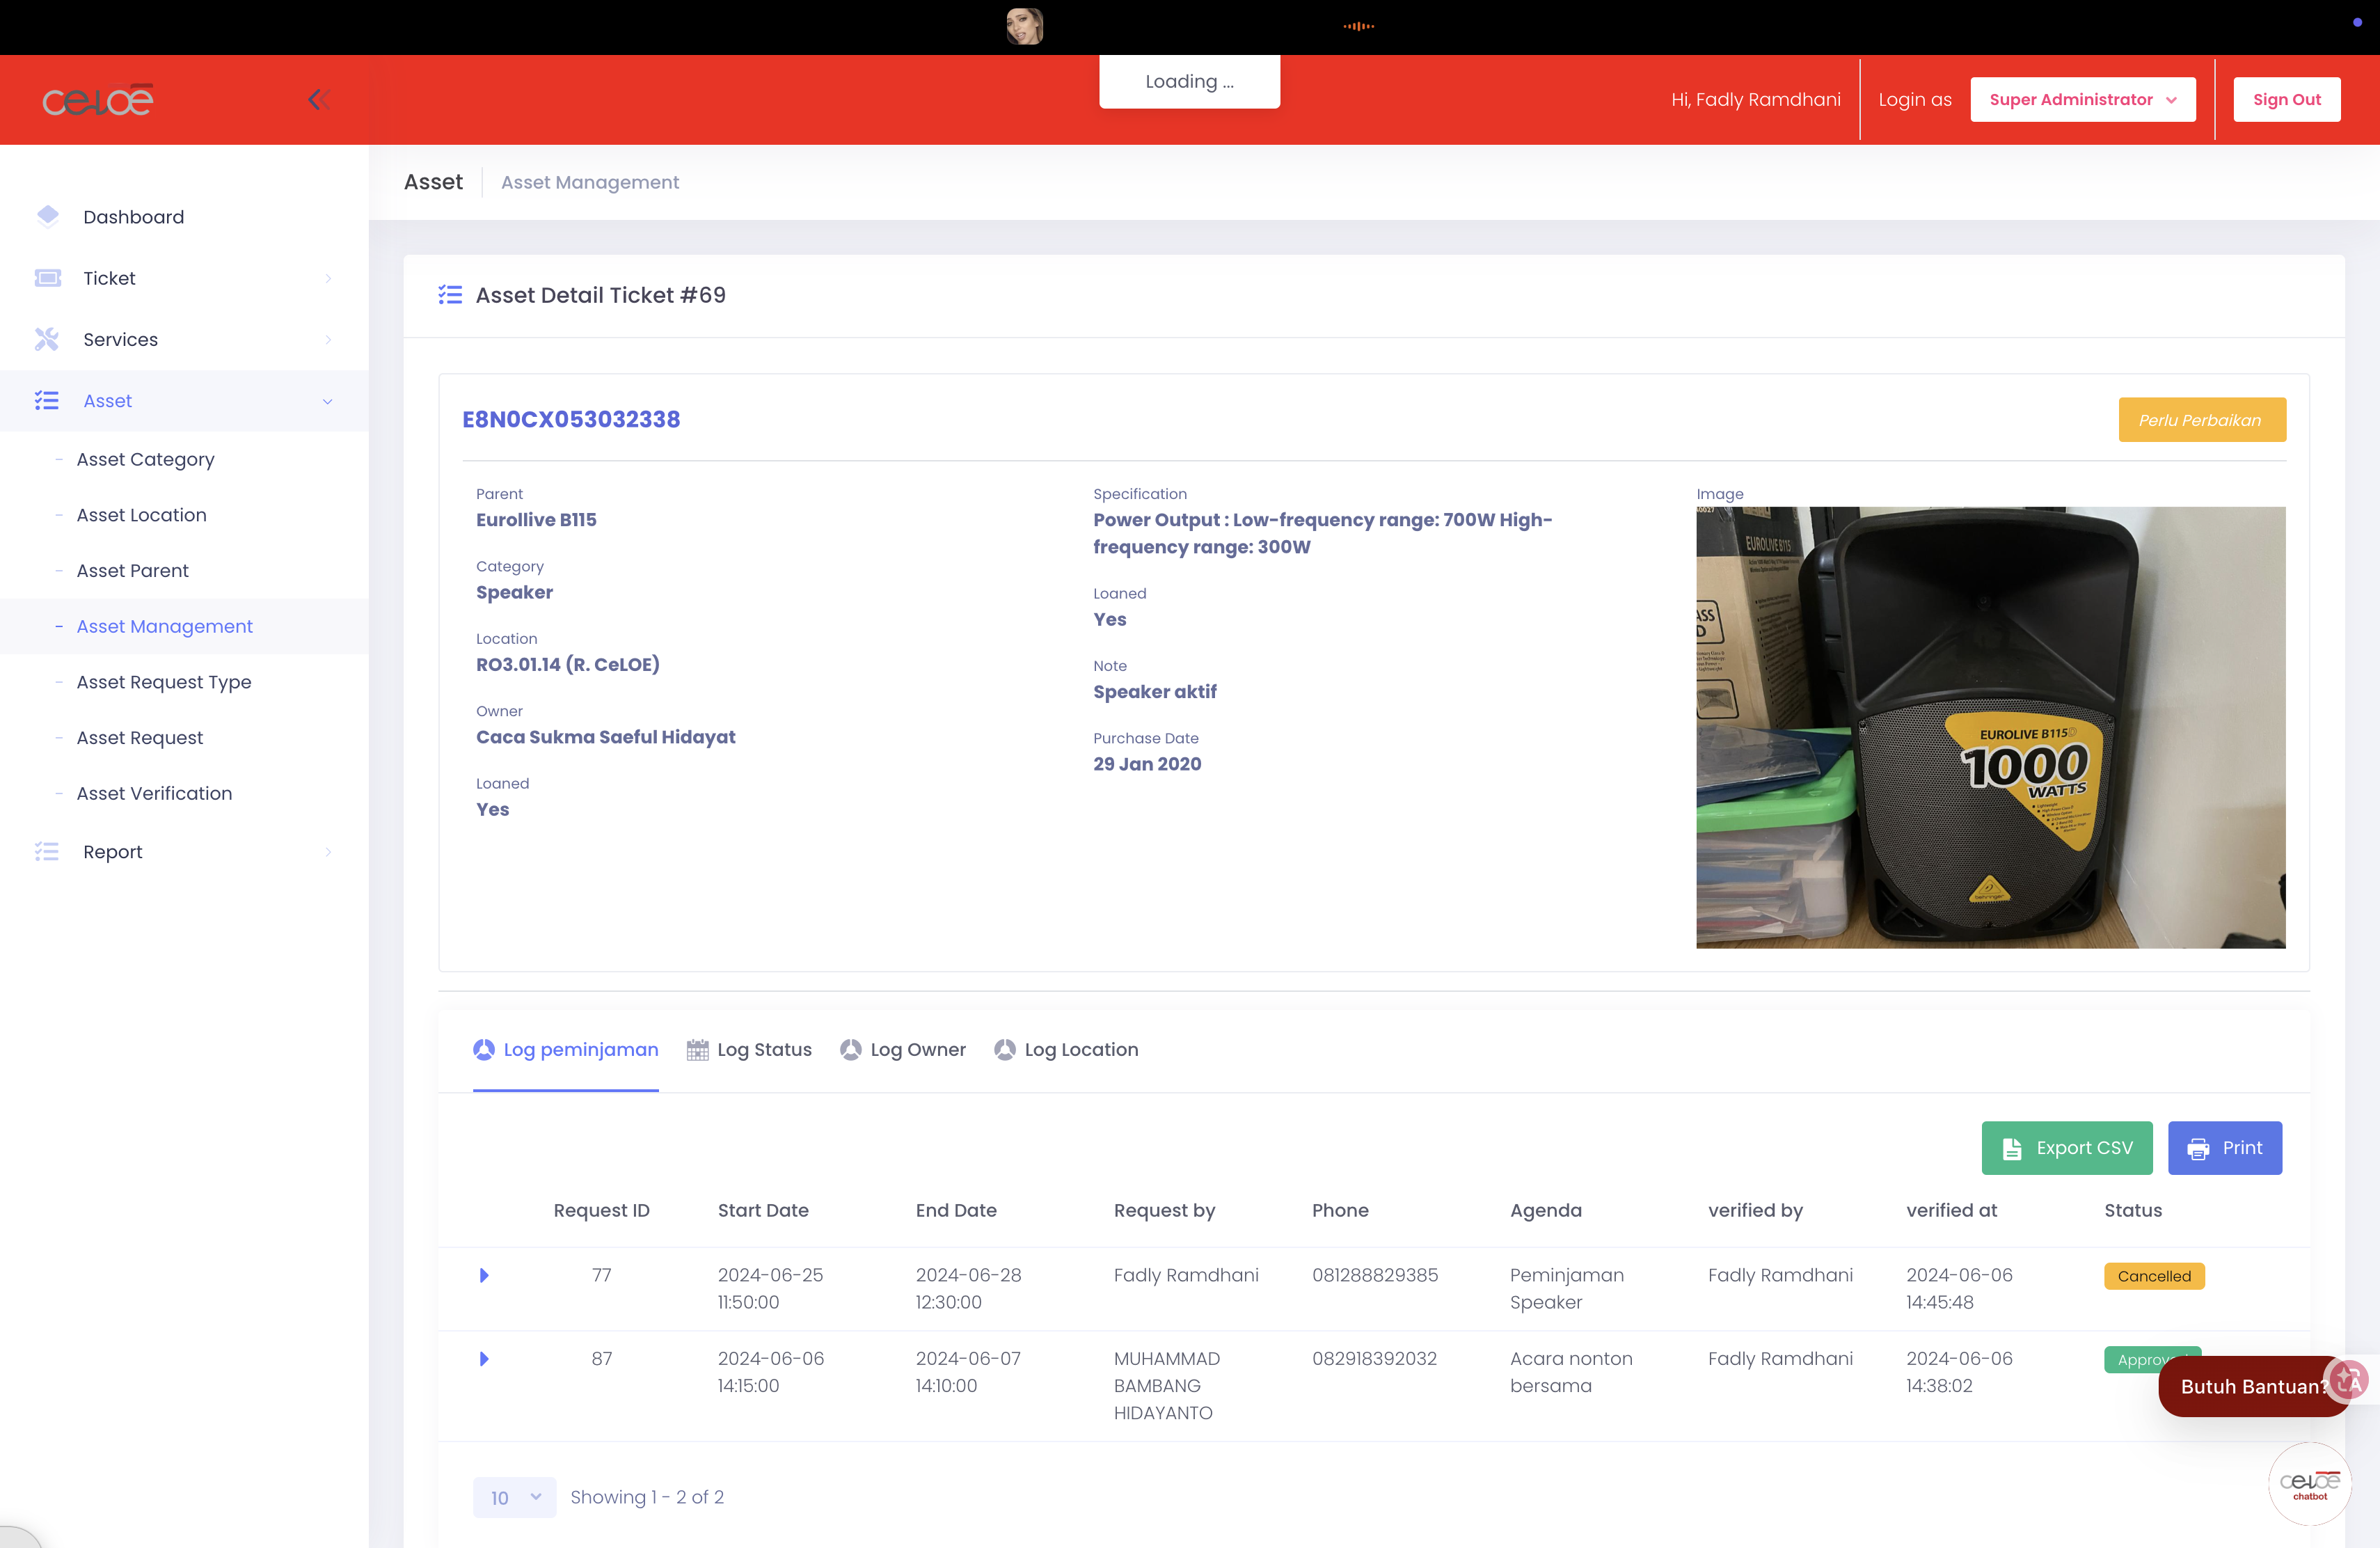 celoe
Loading ...
Hi, Fadly Ramdhani
Login as
Super Administrator
Sign Out
Asset
Asset Management
Dashboard
Ticket
Services
Asset
- Asset Category
- Asset Location
- Asset Parent
- Asset Management
- Asset Request Type
- Asset Request
- Asset Verification
Report
Asset Detail Ticket #69
E8N0CX053032338
Perlu Perbaikan
Parent
Eurollive B115
Category
Speaker
Location
RO3.01.14 (R. CeLOE)
Owner
Caca Sukma Saeful Hidayat
Loaned
Yes
Specification
Power Output : Low-frequency range: 700W High-
frequency range: 300W
Loaned
Yes
Note
Speaker aktif
Purchase Date
29 Jan 2020
Image
EUROLIVE B115
EUROLIVE B115D
1000
WATTS
behringer
Log peminjaman
Log Status
Log Owner
Log Location
Export CSV
Print
Request ID Start Date End Date Request by Phone Agenda verified by verified at Status
77 2024-06-25 2024-06-28 Fadly Ramdhani 081288829385 Peminjaman Fadly Ramdhani 2024-06-06 Cancelled
11:50:00 12:30:00 Speaker 14:45:48
87 2024-06-06 2024-06-07 MUHAMMAD 082918392032 Acara nonton Fadly Ramdhani 2024-06-06
14:15:00 14:10:00 BAMBANG bersama 14:38:02
HIDAYANTO
Butuh Bantuan?
10
Showing 1 - 2 of 2
celoe
chatbot